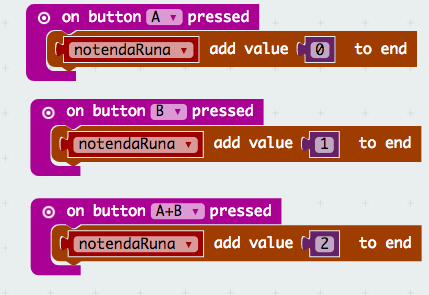 on button A ▾ pressed
notendaRuna ▾ add value 0 to end
on button B ▾ pressed
notendaRuna ▾ add value 1 to end
on button A+B ▾ pressed
notendaRuna ▾ add value 2 to end